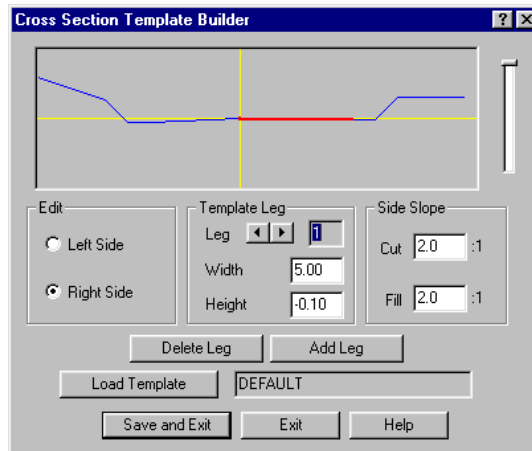 Cross Section Template Builder
Edit
Left Side
Right Side
Template Leg
Leg 1
Width 5.00
Height -0.10
Side Slope
Cut 2.0 :1
Fill 2.0 :1
Delete Leg Add Leg
Load Template DEFAULT
Save and Exit Exit Help